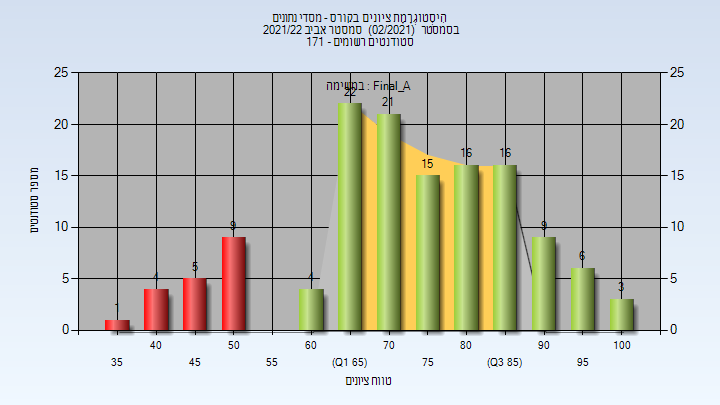 היסטוגרמת ציונים בקורס - מסדי נתונים
בסמסטר (02/2021) סמסטר אביב 2021/22
סטודנטים רשומים - 171
במשימה : Final_A
מספר סטודנטים
25 25
20 20
15 15
10 10
5 5
0 0
1 4 5 9 4 22 21 15 16 16 9 6 3
40 50 60 70 80 90 100
35 45 55 (Q1 65) 75 (Q3 85) 95
טווח ציונים